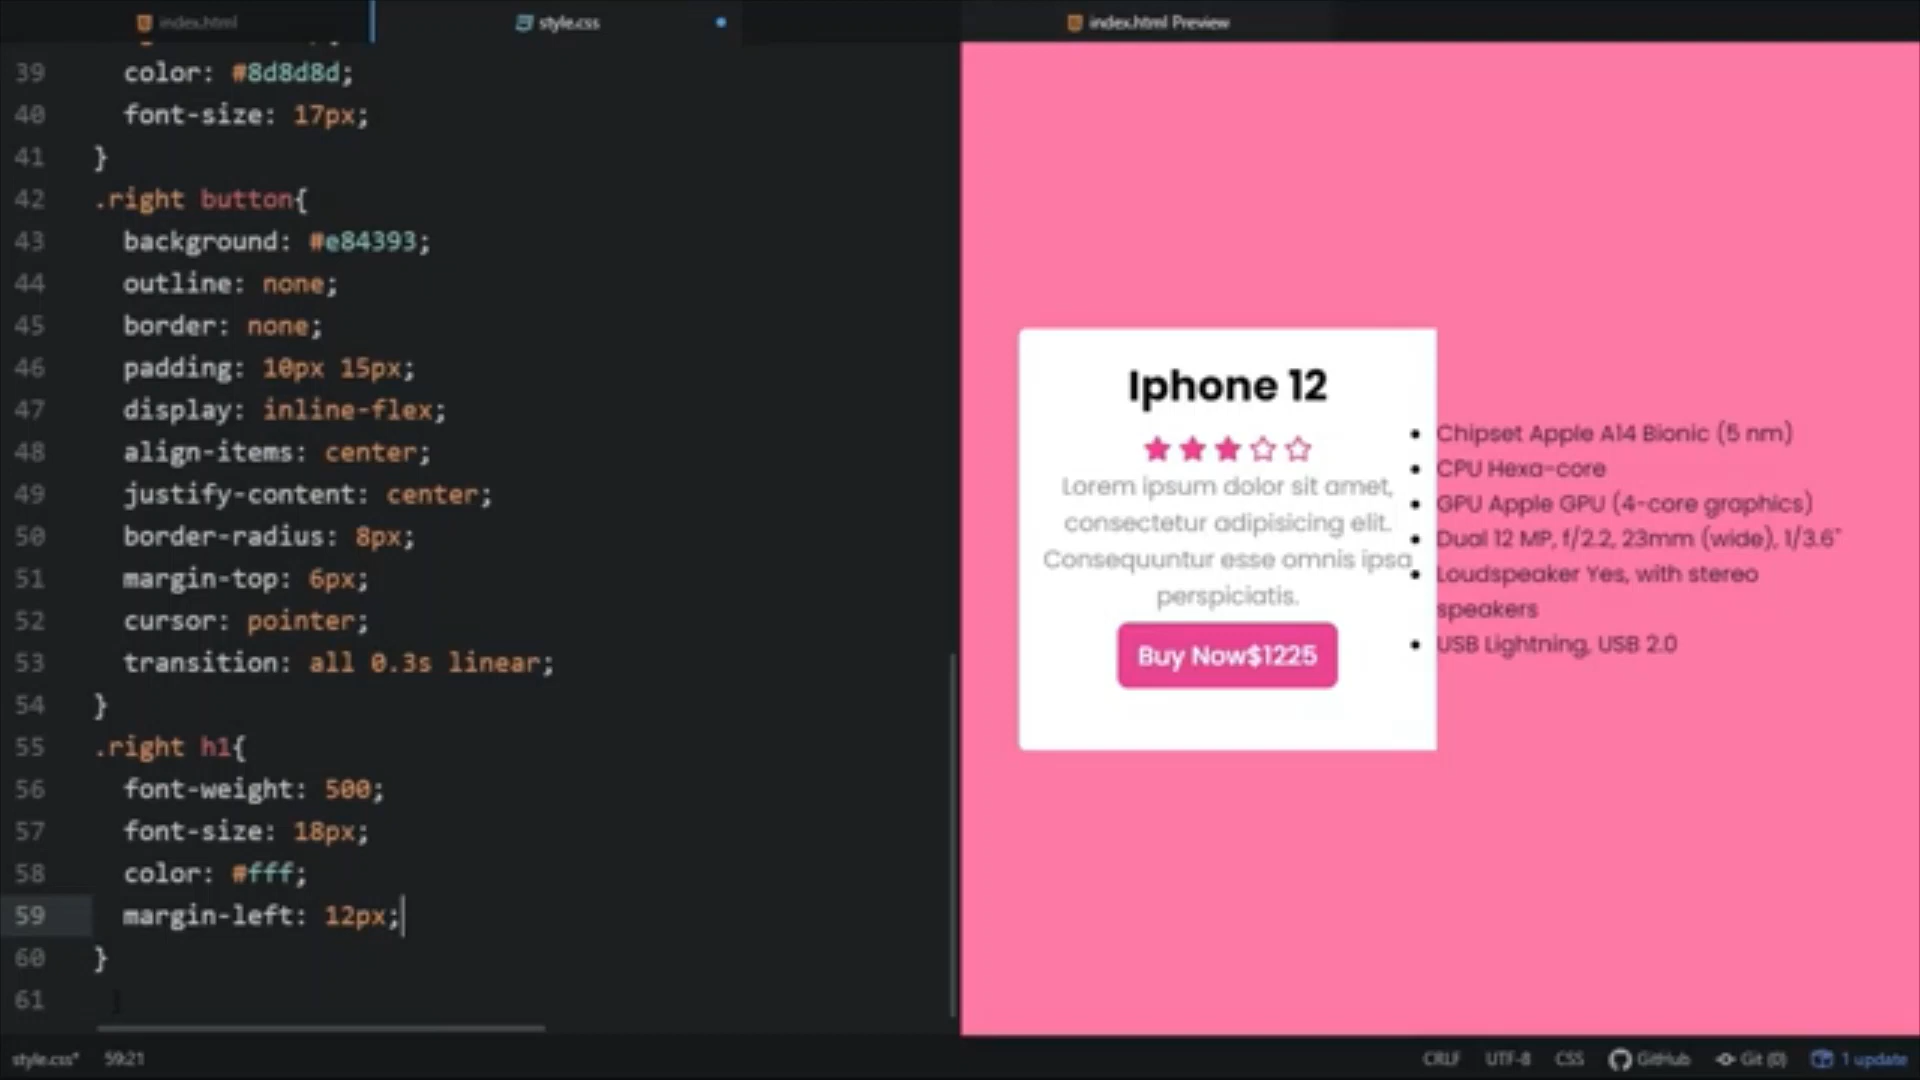 index.html
style.css
index.html Preview
39 color: #8d8d8d;
40 font-size: 17px;
41 }
42 .right button{
43 background: #e84393;
44 outline: none;
45 border: none;
46 padding: 10px 15px;
47 display: inline-flex;
48 align-items: center;
49 justify-content: center;
50 border-radius: 8px;
51 margin-top: 6px;
52 cursor: pointer;
53 transition: all 0.3s linear;
54 }
55 .right h1{
56 font-weight: 500;
57 font-size: 18px;
58 color: #fff;
59 margin-left: 12px;
60 }
61
Iphone 12
Lorem ipsum dolor sit amet,
consectetur adipisicing elit.
Consequuntur esse omnis ipsa
perspiciatis.
Buy Now$1225
• Chipset Apple A14 Bionic (5 nm)
• CPU Hexa-core
• GPU Apple GPU (4-core graphics)
• Dual 12 MP, f/2.2, 23mm (wide), 1/3.6"
• Loudspeaker Yes, with stereo
speakers
• USB Lightning, USB 2.0
style.css* 59:21
CRLF UTF-8 CSS GitHub Git (0) 1 update